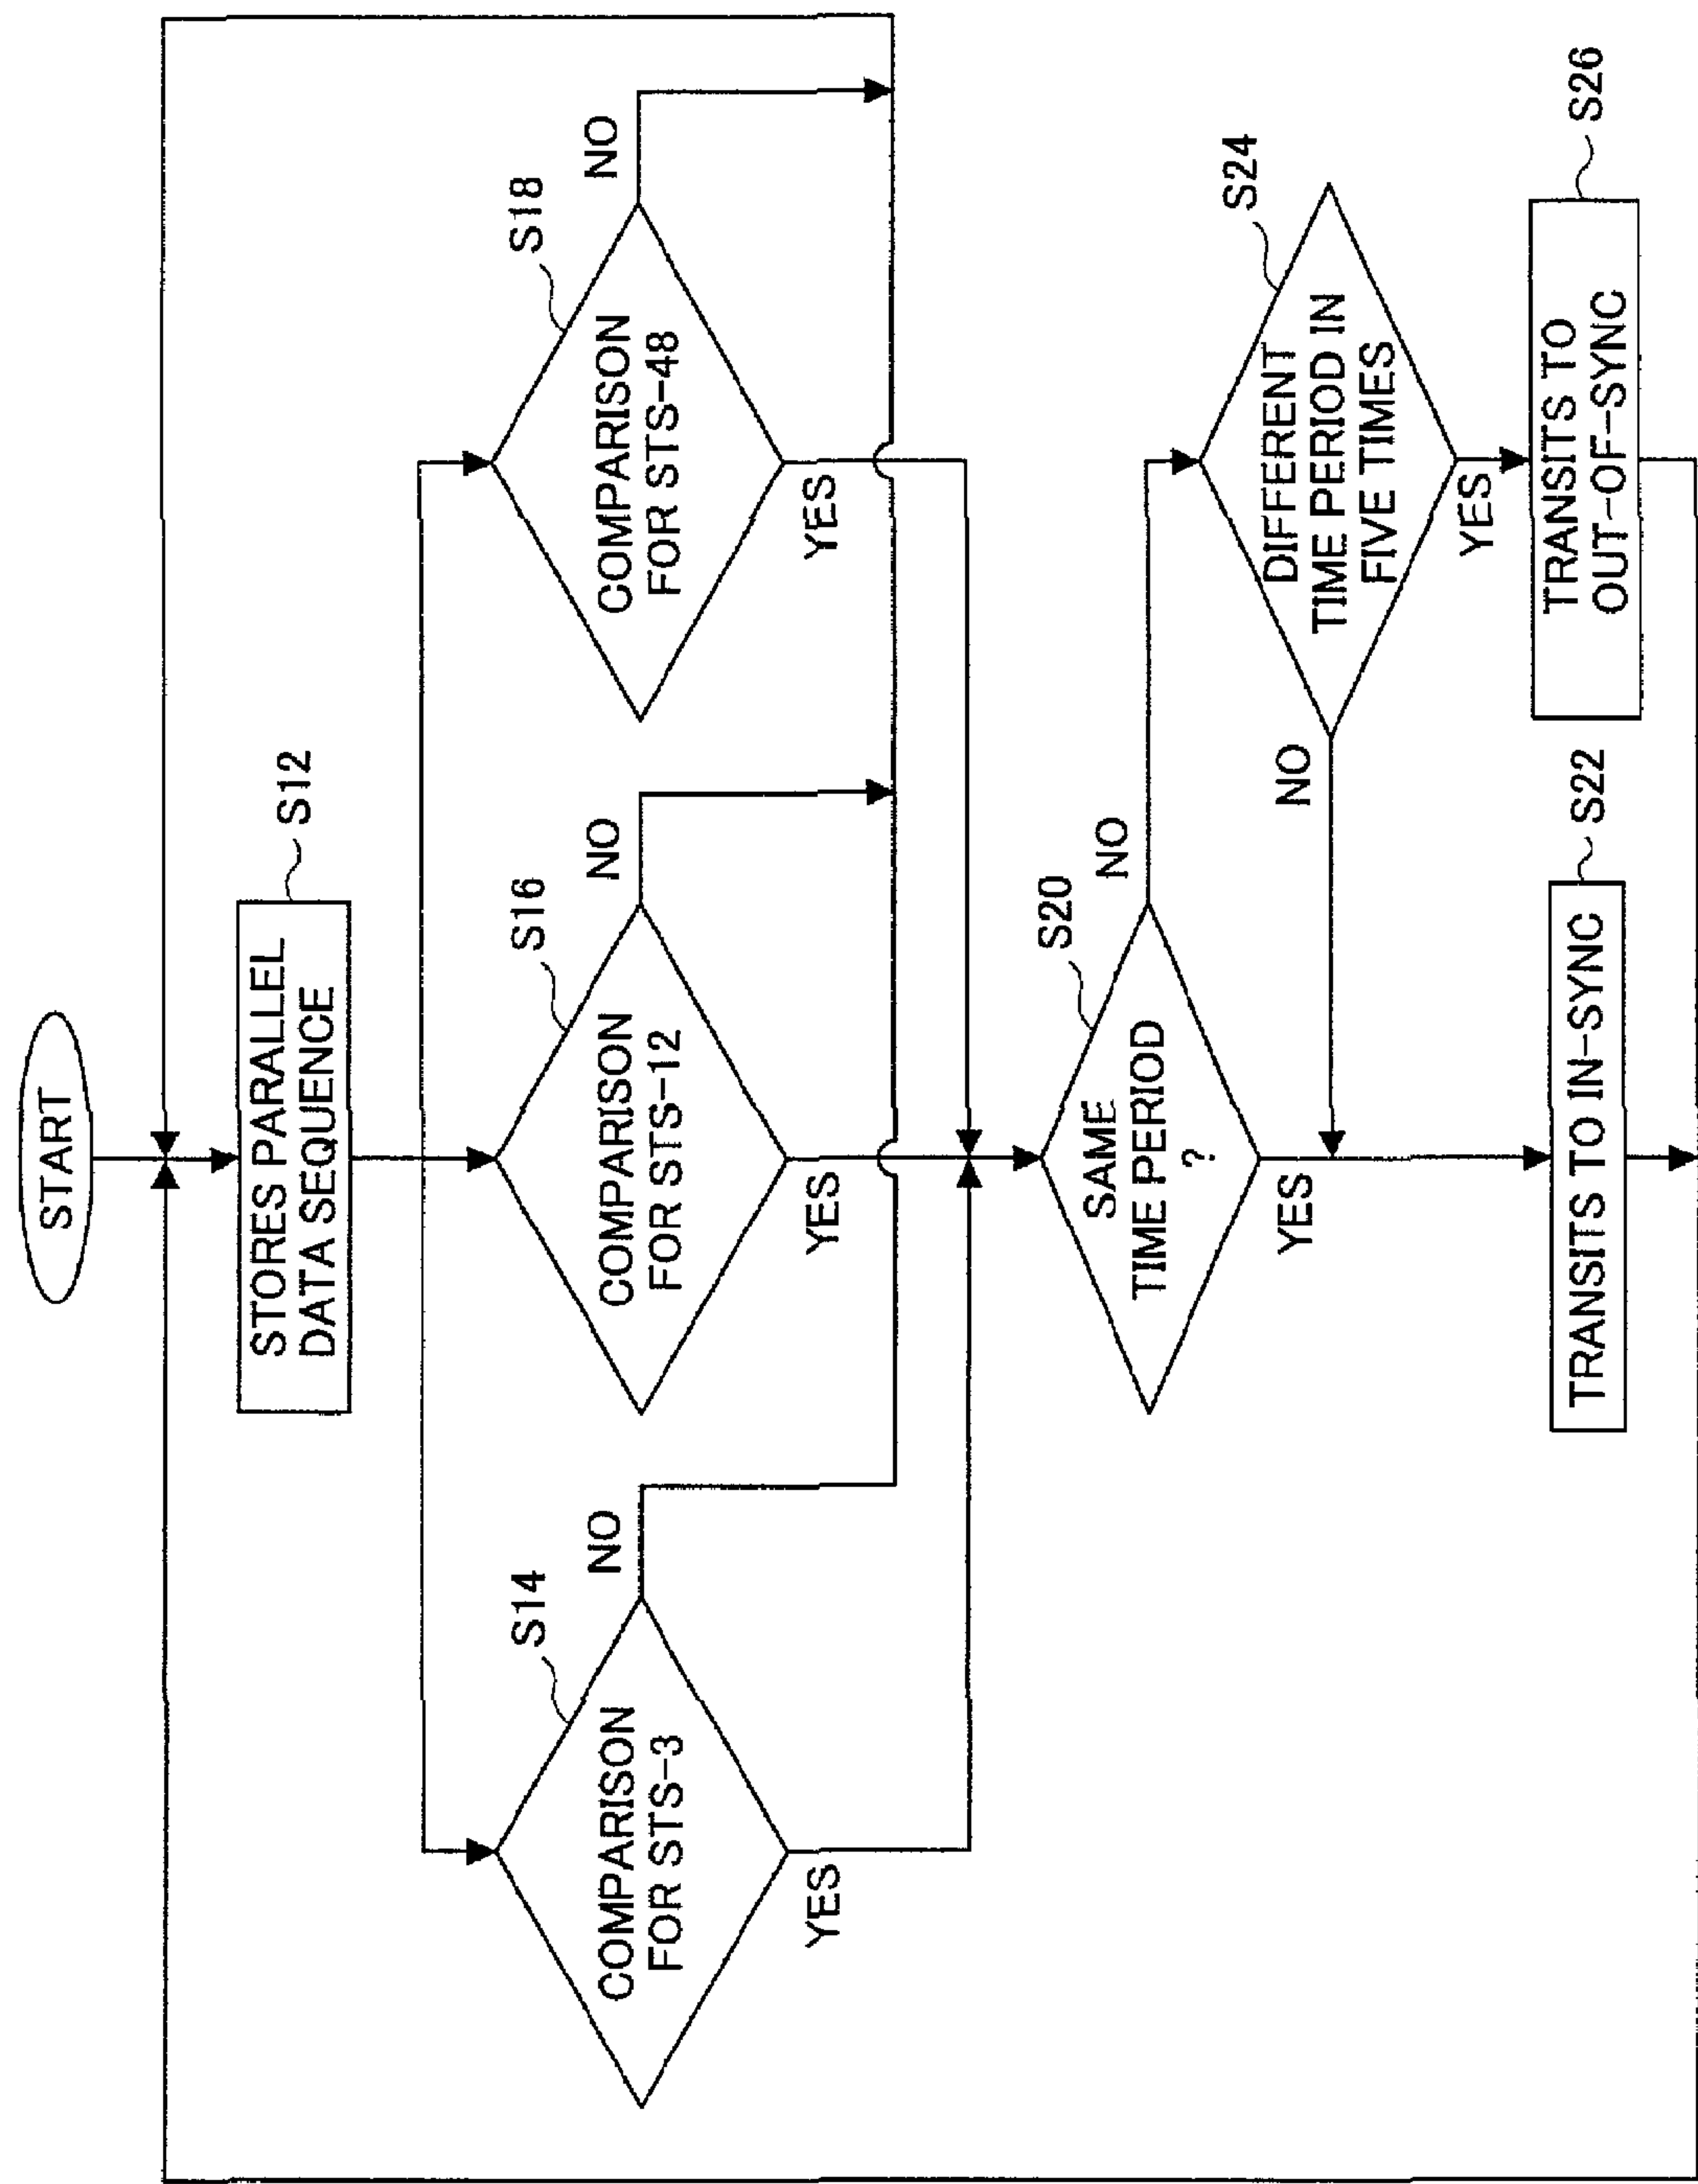 START
STORES PARALLEL
DATA SEQUENCE
S12
COMPARISON
FOR STS-3
S14
NO
YES
COMPARISON
FOR STS-12
S16
NO
YES
COMPARISON
FOR STS-48
S18
NO
YES
SAME
TIME PERIOD
?
S20
NO
YES
DIFFERENT
TIME PERIOD IN
FIVE TIMES
S24
NO
YES
TRANSITS TO IN-SYNC
S22
TRANSITS TO
OUT-OF-SYNC
S26